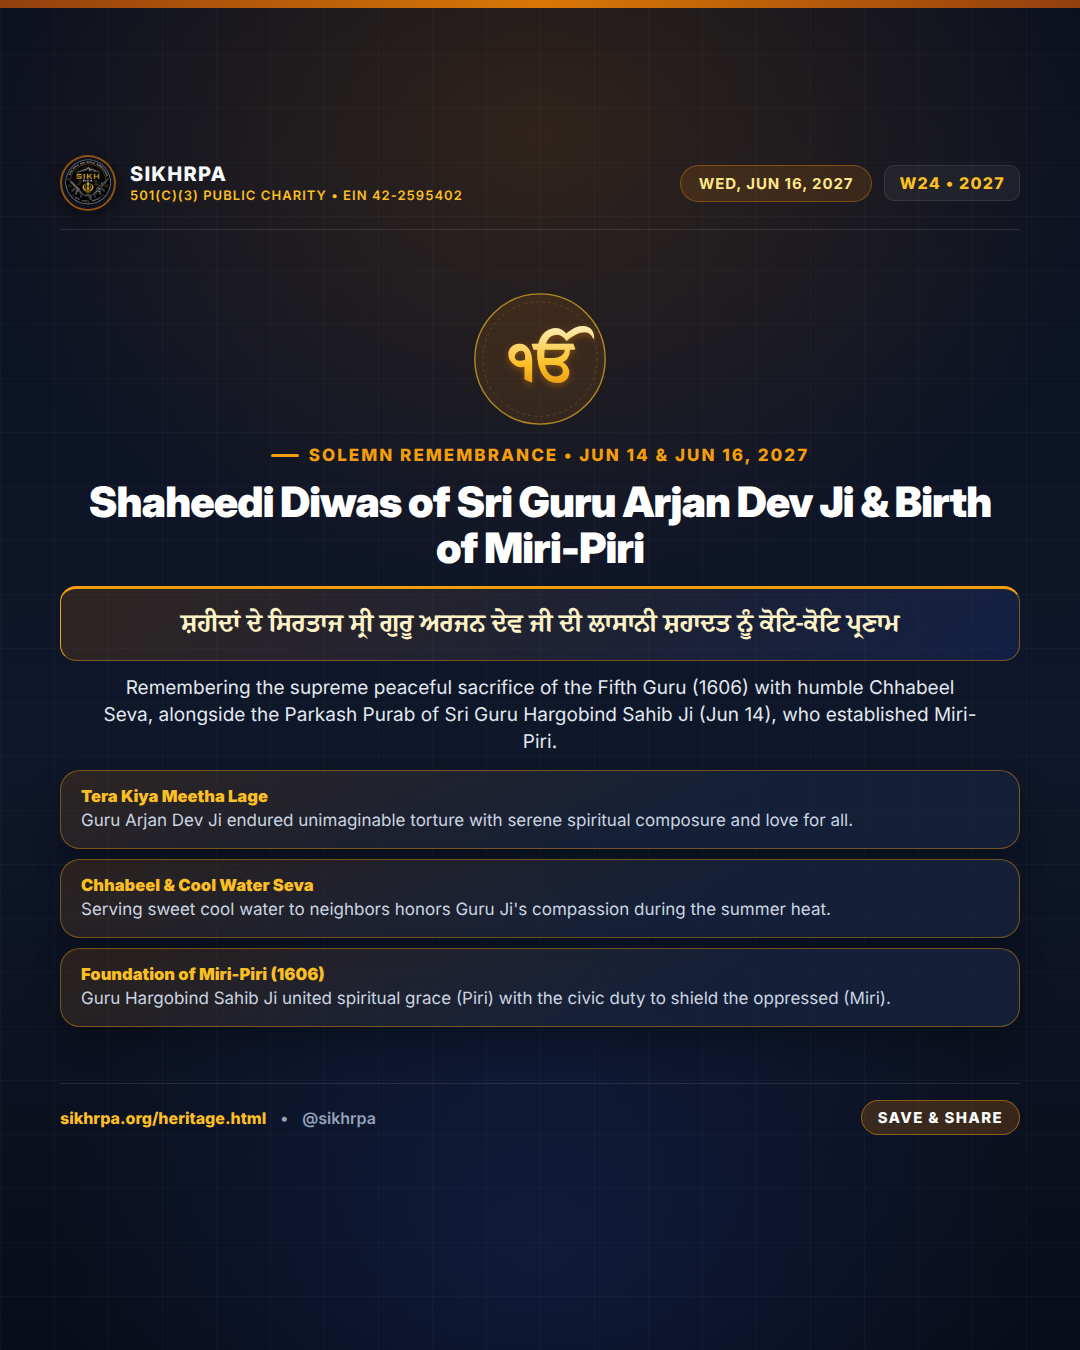 SIKH
SIKHRPA
501(C)(3) PUBLIC CHARITY • EIN 42-2595402
WED, JUN 16, 2027
W24 • 2027
ੴ
SOLEMN REMEMBRANCE • JUN 14 & JUN 16, 2027
Shaheedi Diwas of Sri Guru Arjan Dev Ji & Birth
of Miri-Piri
ਸ਼ਹੀਦਾਂ ਦੇ ਸਿਰਤਾਜ ਸ੍ਰੀ ਗੁਰੂ ਅਰਜਨ ਦੇਵ ਜੀ ਦੀ ਲਾਸਾਨੀ ਸ਼ਹਾਦਤ ਨੂੰ ਕੋਟਿ-ਕੋਟਿ ਪ੍ਰਣਾਮ
Remembering the supreme peaceful sacrifice of the Fifth Guru (1606) with humble Chhabeel
Seva, alongside the Parkash Purab of Sri Guru Hargobind Sahib Ji (Jun 14), who established Miri-
Piri.
Tera Kiya Meetha Lage
Guru Arjan Dev Ji endured unimaginable torture with serene spiritual composure and love for all.
Chhabeel & Cool Water Seva
Serving sweet cool water to neighbors honors Guru Ji's compassion during the summer heat.
Foundation of Miri-Piri (1606)
Guru Hargobind Sahib Ji united spiritual grace (Piri) with the civic duty to shield the oppressed (Miri).
sikhrpa.org/heritage.html • @sikhrpa
SAVE & SHARE